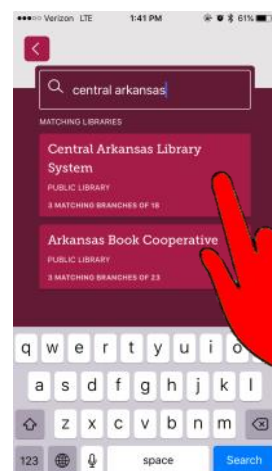 Verizon LTE 1:41 PM 61%
central arkansas
MATCHING LIBRARIES
Central Arkansas Library
System
PUBLIC LIBRARY
3 MATCHING BRANCHES OF 18
Arkansas Book Cooperative
PUBLIC LIBRARY
3 MATCHING BRANCHES OF 23
q w e r t y u i o
a s d f g h j k l
z x c v b n m
123 space Search